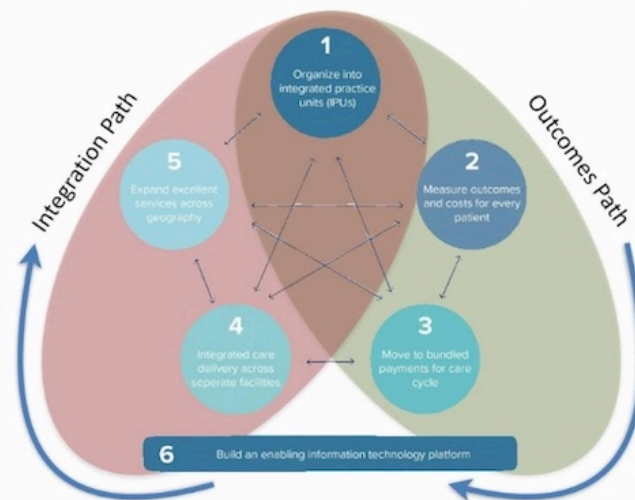 1
Organize into
integrated practice
units (IPUs)
Integration Path
Outcomes Path
5
Expand excellent
services across
geography
2
Measure outcomes
and costs for every
patient
4
Integrated care
delivery across
seperate facilities
3
Move to bundled
payments for care
cycle
6 Build an enabling information technology platform